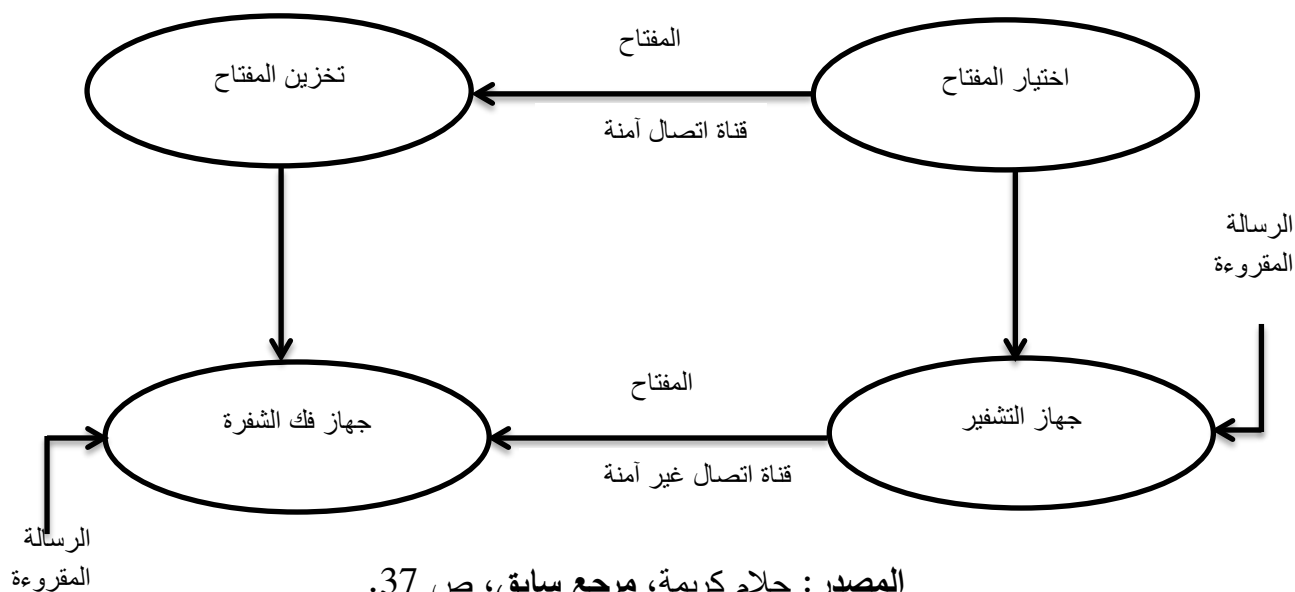 المفتاح
اختيار المفتاح
تخزين المفتاح
قناة اتصال آمنة
الرسالة
المقروءة
المفتاح
جهاز التشفير
جهاز فك الشفرة
قناة اتصال غير آمنة
الرسالة
المقروءة
المصدر: حلام كريمة، مرجع سابق، ص 37.